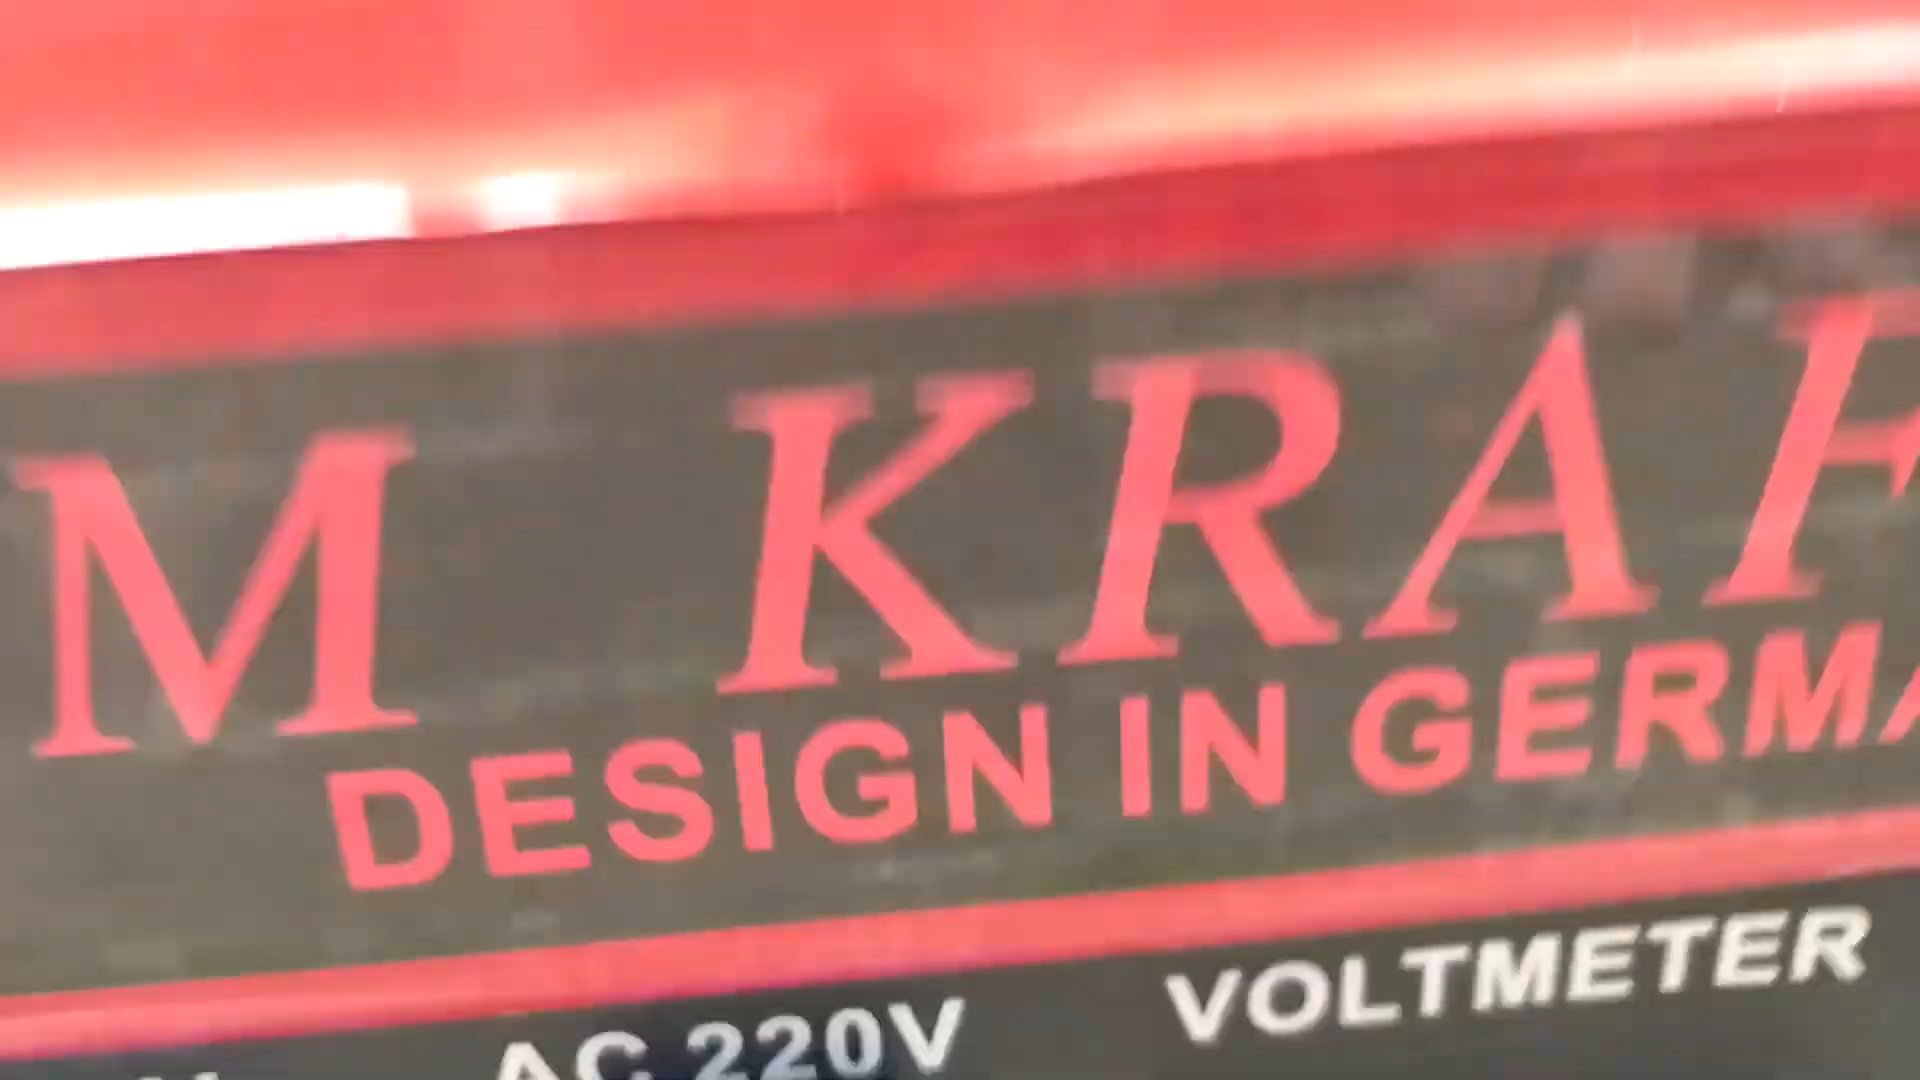 M KRAF
DESIGN IN GERMA
AC 220V VOLTMETER